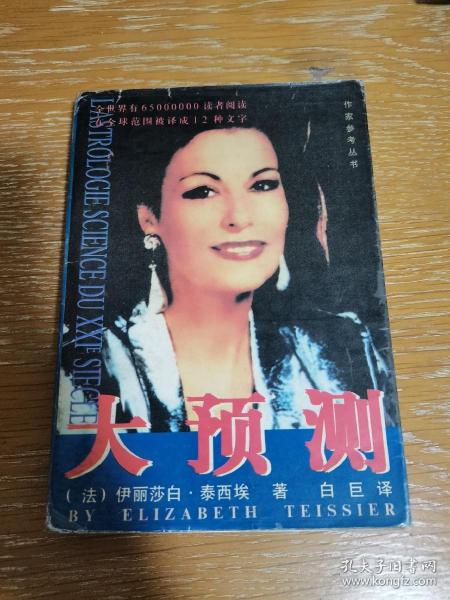 全世界有65000000读者阅读
在全球范围被译成12种文字
作家参考丛书
L'ASTROLOGIE SCIENCE DU XXIe SIECLE
大预测
(法)伊丽莎白·泰西埃 著 白巨译
BY ELIZABETH TEISSIER
孔夫子旧书网
www.kongfz.com